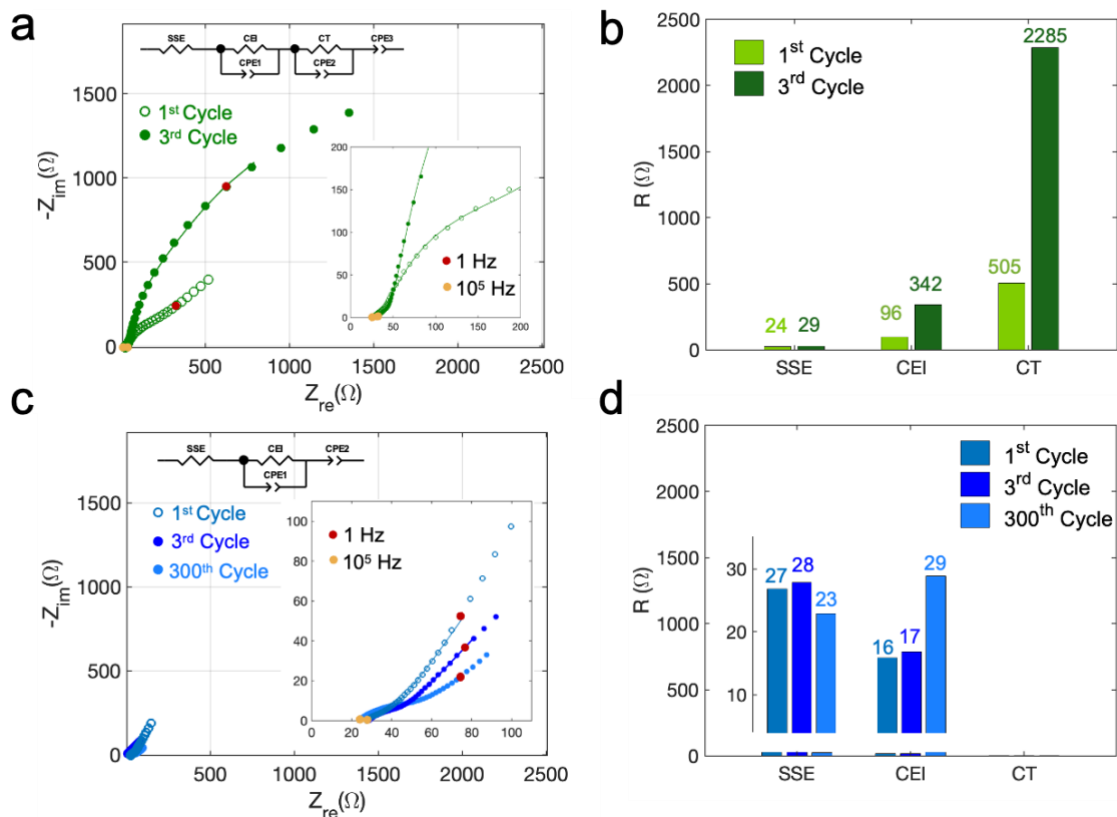 a
SSE CEI CT CPE3
CPE1 CPE2
1st Cycle
3rd Cycle
-Zim(Ω)
1500
1000
500
0
500 1000 1500 2000 2500
Zre(Ω)
200
150
100
50
0
0 50 100 150 200
1 Hz
10⁵ Hz
b
1st Cycle
3rd Cycle
R (Ω)
2500
2000
1500
1000
500
0
24 29
96 342
505 2285
SSE CEI CT
c
SSE CEI CPE2
CPE1
1st Cycle
3rd Cycle
300th Cycle
-Zim(Ω)
1500
1000
500
0
500 1000 1500 2000 2500
Zre(Ω)
100
80
60
40
20
0
0 20 40 60 80 100
1 Hz
10⁵ Hz
d
1st Cycle
3rd Cycle
300th Cycle
R (Ω)
2500
2000
1500
1000
500
0
30
20
10
27 28 23
16 17 29
SSE CEI CT